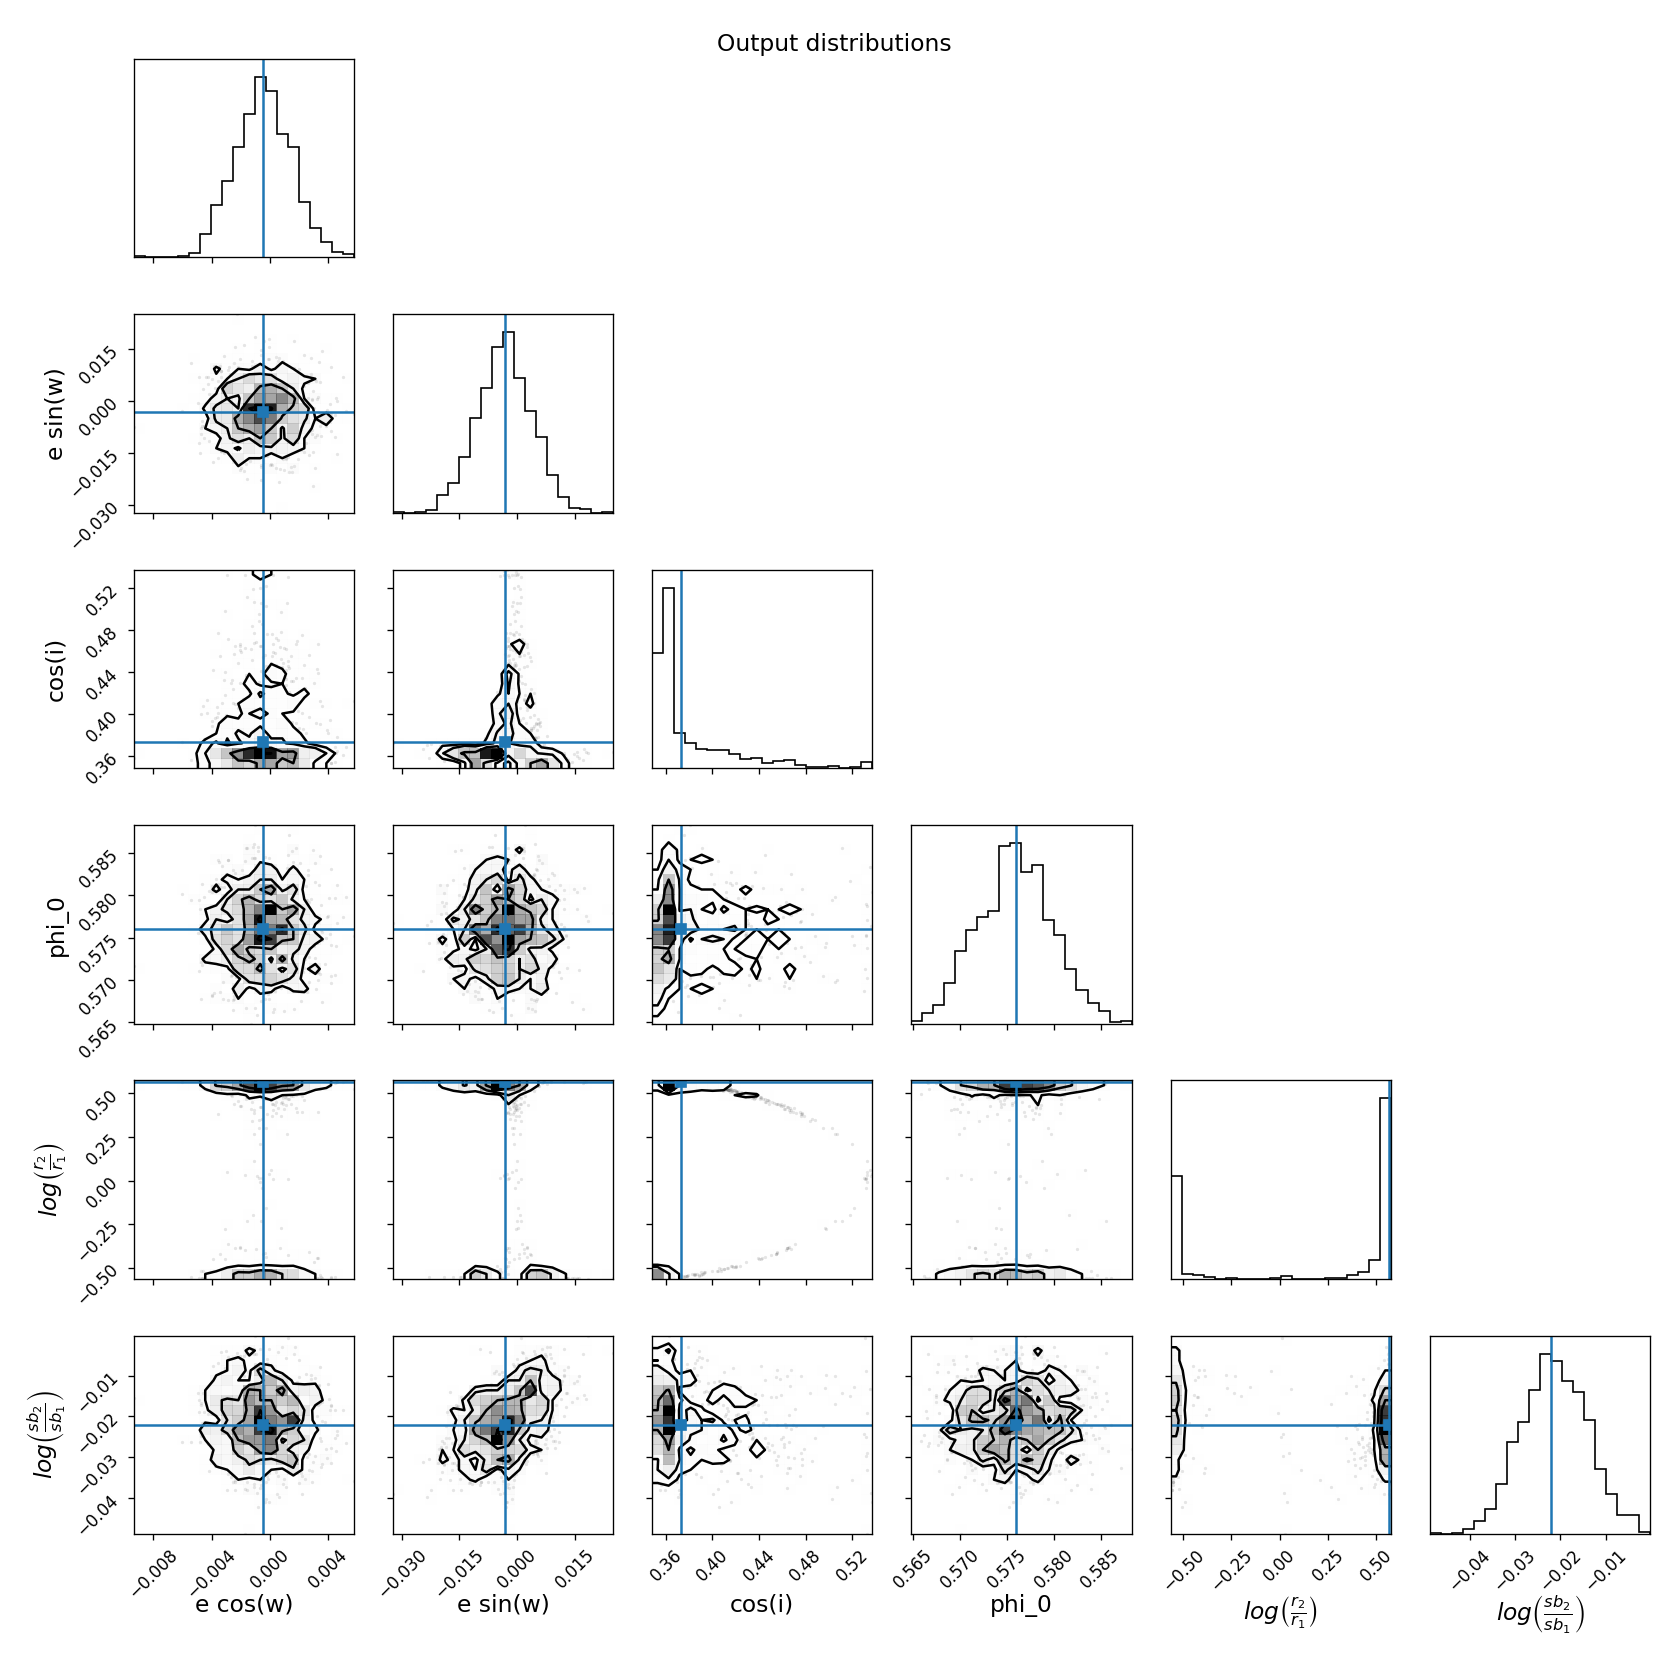 Output distributions
e sin(w)
0.015
0.000
−0.015
−0.030
cos(i)
0.52
0.48
0.44
0.40
0.36
phi_0
0.585
0.580
0.575
0.570
0.565
log(r₂/r₁)
0.50
0.25
0.00
−0.25
−0.50
log(sb₂/sb₁)
−0.01
−0.02
−0.03
−0.04
−0.008 −0.004 0.000 0.004
−0.030 −0.015 0.000 0.015
0.36 0.40 0.44 0.48 0.52
0.565 0.570 0.575 0.580 0.585
−0.50 −0.25 0.00 0.25 0.50
−0.04 −0.03 −0.02 −0.01
e cos(w) e sin(w) cos(i) phi_0 log(r₂/r₁) log(sb₂/sb₁)